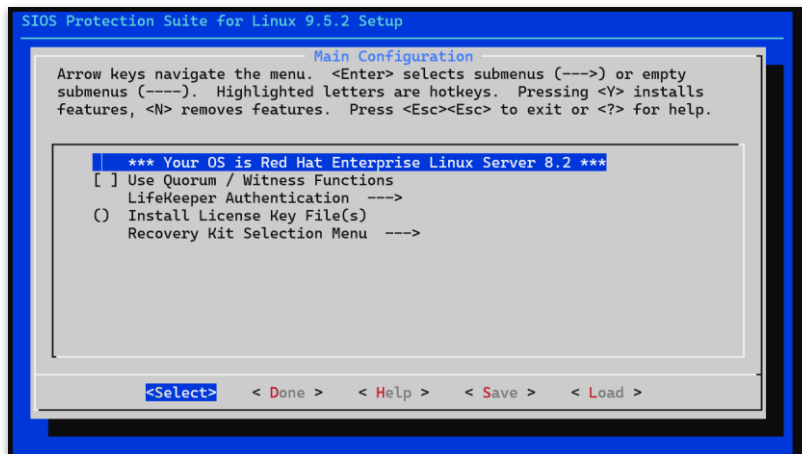 SIOS Protection Suite for Linux 9.5.2 Setup
Main Configuration
Arrow keys navigate the menu. <Enter> selects submenus (--->) or empty
submenus (----). Highlighted letters are hotkeys. Pressing <Y> installs
features, <N> removes features. Press <Esc><Esc> to exit or <?> for help.
*** Your OS is Red Hat Enterprise Linux Server 8.2 ***
[ ] Use Quorum / Witness Functions
LifeKeeper Authentication --->
() Install License Key File(s)
Recovery Kit Selection Menu --->
<Select> < Done > < Help > < Save > < Load >